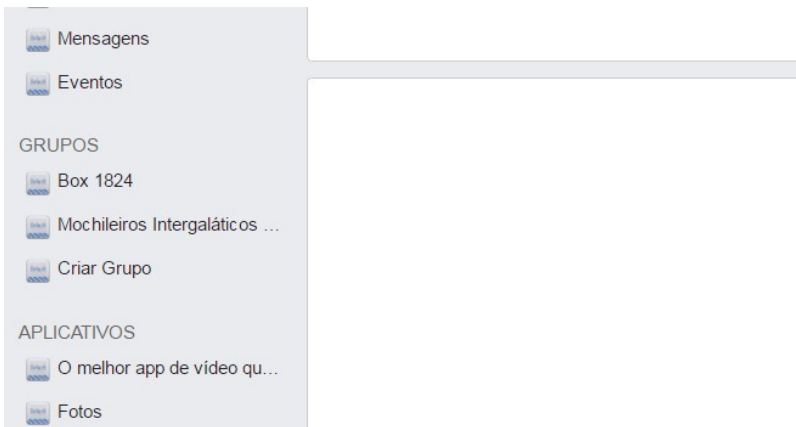 Mensagens
Eventos
GRUPOS
Box 1824
Mochileiros Intergaláticos ...
Criar Grupo
APLICATIVOS
O melhor app de vídeo qu...
Fotos